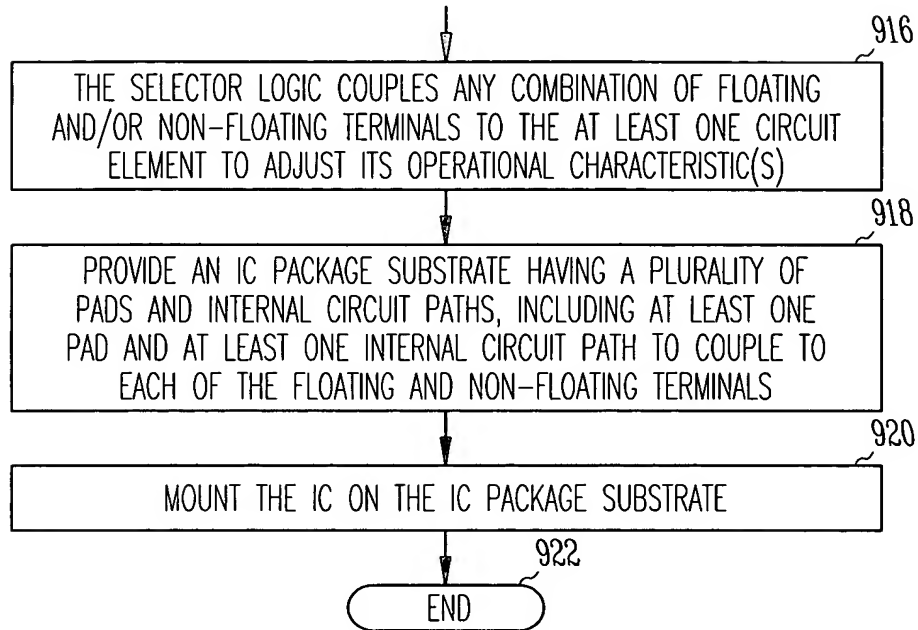 916
THE SELECTOR LOGIC COUPLES ANY COMBINATION OF FLOATING
AND/OR NON-FLOATING TERMINALS TO THE AT LEAST ONE CIRCUIT
ELEMENT TO ADJUST ITS OPERATIONAL CHARACTERISTIC(S)
918
PROVIDE AN IC PACKAGE SUBSTRATE HAVING A PLURALITY OF
PADS AND INTERNAL CIRCUIT PATHS, INCLUDING AT LEAST ONE
PAD AND AT LEAST ONE INTERNAL CIRCUIT PATH TO COUPLE TO
EACH OF THE FLOATING AND NON-FLOATING TERMINALS
920
MOUNT THE IC ON THE IC PACKAGE SUBSTRATE
922
END